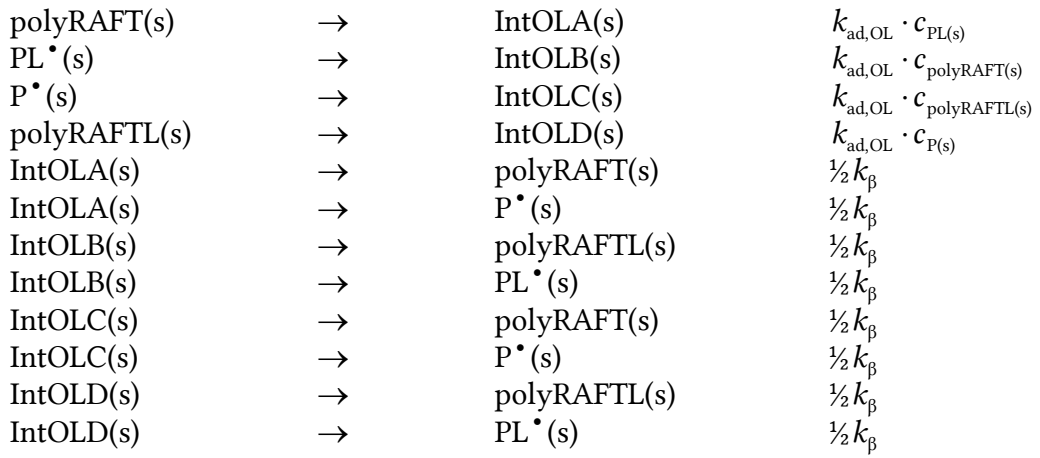 polyRAFT(s) → IntOLA(s) k_ad,OL · c_PL(s)
PL•(s) → IntOLB(s) k_ad,OL · c_polyRAFT(s)
P•(s) → IntOLC(s) k_ad,OL · c_polyRAFTL(s)
polyRAFTL(s) → IntOLD(s) k_ad,OL · c_P(s)
IntOLA(s) → polyRAFT(s) ½ k_β
IntOLA(s) → P•(s) ½ k_β
IntOLB(s) → polyRAFTL(s) ½ k_β
IntOLB(s) → PL•(s) ½ k_β
IntOLC(s) → polyRAFT(s) ½ k_β
IntOLC(s) → P•(s) ½ k_β
IntOLD(s) → polyRAFTL(s) ½ k_β
IntOLD(s) → PL•(s) ½ k_β